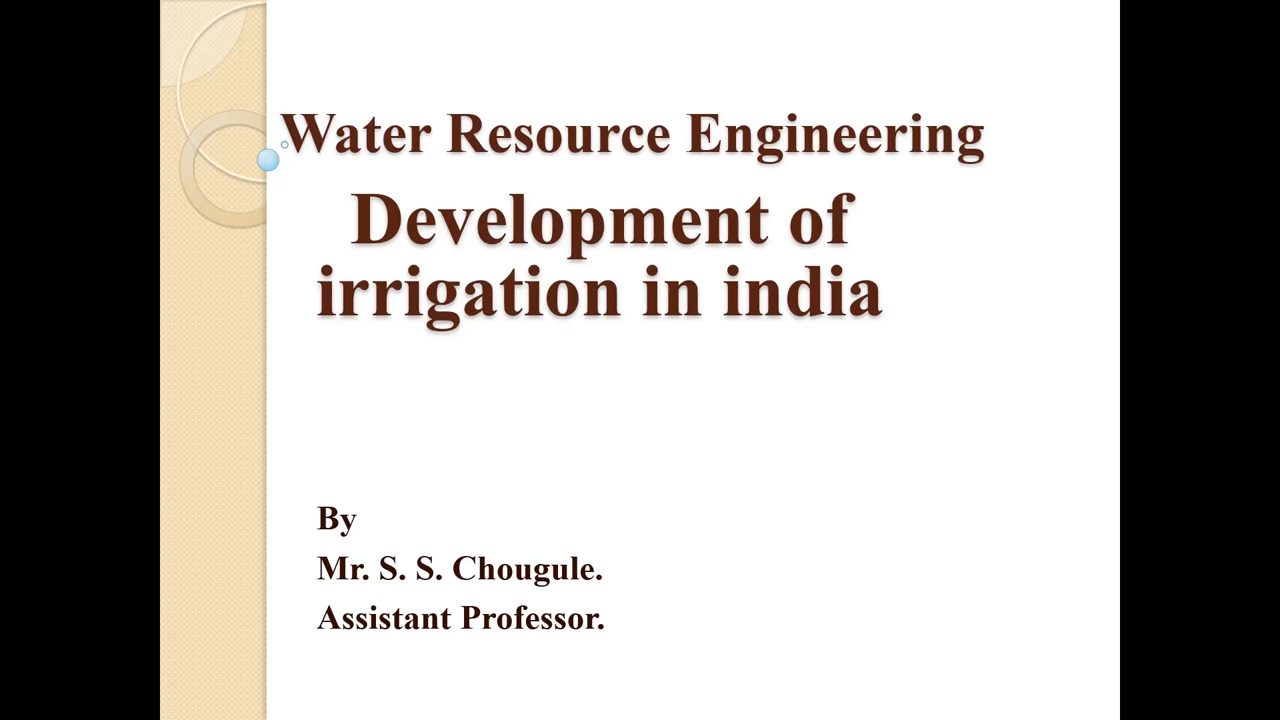 Water Resource Engineering
Development of
irrigation in india
By
Mr. S. S. Chougule.
Assistant Professor.